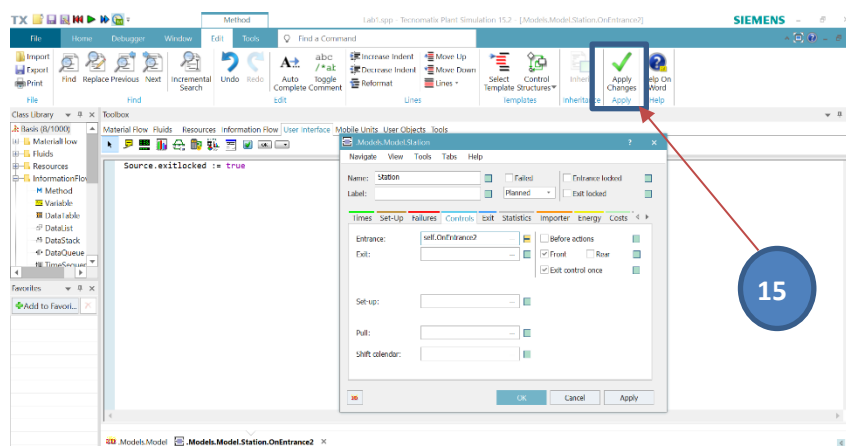 TX Method Lab1.spp - Tecnomatix Plant Simulation 15.2 - [.Models.Model.Station.OnEntrance2] SIEMENS
File Home Debugger Window Edit Tools Find a Command
Import
Export
Print
Find Replace Previous Next Incremental Search
Undo Redo
Auto Complete
abc
/*ab
Toggle Comment
Increase Indent
Decrease Indent
Reformat
Move Up
Move Down
Lines
Select Template
Control Structures
Inherit
Apply Changes
Help On Word
File Find Edit Lines Templates Inheritance Apply Help
Class Library
Toolbox
Basis (8/1000)
MaterialFlow
Fluids
Resources
InformationFlow
Method
Variable
DataTable
DataList
DataStack
DataQueue
TimeSequen
Material Flow Fluids Resources Information Flow User Interface Mobile Units User Objects Tools
Source.exitlocked := true
.Models.Model.Station ? ×
Navigate View Tools Tabs Help
Name: Station Failed Entrance locked
Label: Planned Exit locked
Times Set-Up Failures Controls Exit Statistics Importer Energy Costs
Entrance: self.OnEntrance2 ... Before actions
Exit: ... Front Rear
Exit control once
Set-up: ...
Pull: ...
Shift calendar:
OK Cancel Apply
15
Favorites
Add to Favori...
.Models.Model .Models.Model.Station.OnEntrance2 ×